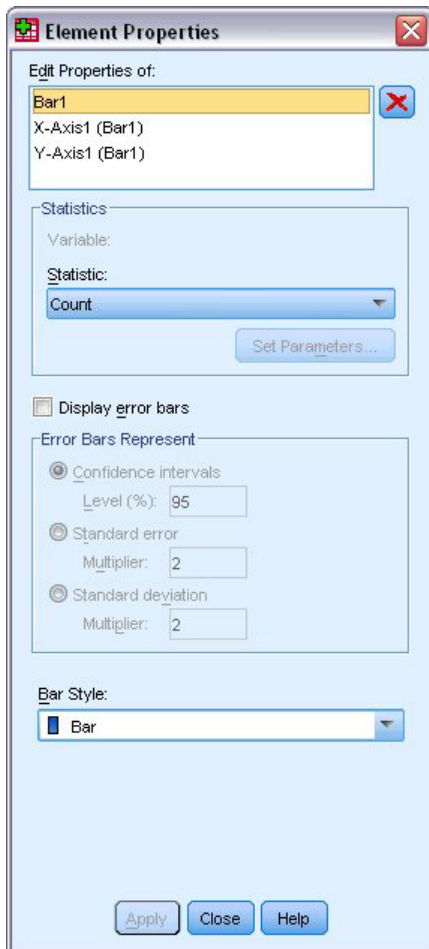 Element Properties
Edit Properties of:
Bar1
X-Axis1 (Bar1)
Y-Axis1 (Bar1)
Statistics
Variable:
Statistic:
Count
Set Parameters...
Display error bars
Error Bars Represent
Confidence intervals
Level (%): 95
Standard error
Multiplier: 2
Standard deviation
Multiplier: 2
Bar Style:
Bar
Apply Close Help